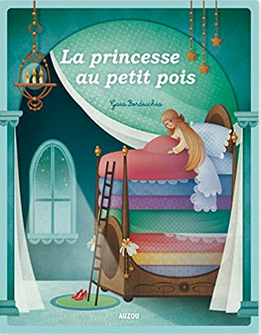 La princesse
au petit pois
Gaia Bordicchia
AUZOU